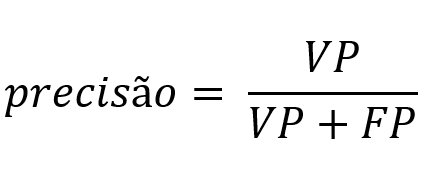 precisão = VP / VP + FP